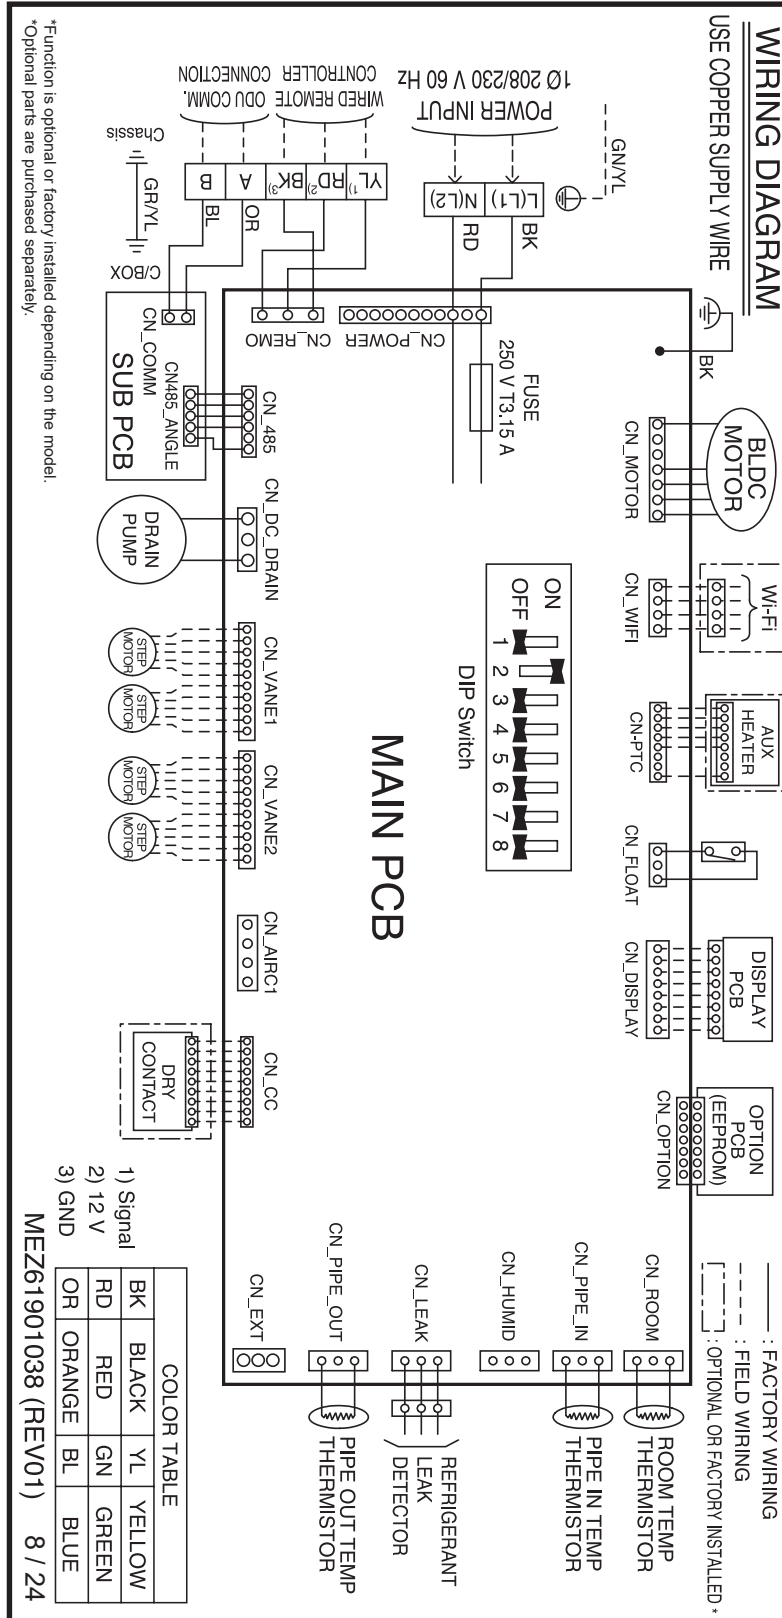 WIRING DIAGRAM
USE COPPER SUPPLY WIRE
: FACTORY WIRING
: FIELD WIRING
: OPTIONAL OR FACTORY INSTALLED *
BK
BLDC
MOTOR
CN_MOTOR
Wi-Fi
CN_WIFI
AUX
HEATER
CN-PTC
CN_FLOAT
DISPLAY
PCB
CN_DISPLAY
OPTION
PCB
(EEPROM)
CN_OPTION
CN_ROOM
ROOM TEMP
THERMISTOR
CN_PIPE_IN
PIPE IN TEMP
THERMISTOR
CN_HUMID
CN_LEAK
REFRIGERANT
LEAK
DETECTOR
CN_PIPE_OUT
PIPE OUT TEMP
THERMISTOR
CN_EXT
GN/YL
POWER INPUT
1Ø 208/230 V 60 Hz
L(L1)
N(L2)
BK
RD
CN_POWER
FUSE
250 V T3.15 A
ON
OFF
1 2 3 4 5 6 7 8
DIP Switch
MAIN PCB
WIRED REMOTE
CONTROLLER
ODU COMM.
CONNECTION
YL 1)
RD 2)
BK 3)
A
B
OR
BL
CN_REMO
Chassis
GR/YL
C/BOX
CN_COMM
SUB PCB
CN485_ANGLE
CN_485
DRAIN
PUMP
CN_DC_DRAIN
STEP
MOTOR
STEP
MOTOR
CN_VANE1
STEP
MOTOR
STEP
MOTOR
CN_VANE2
CN_AIRC1
CN_CC
DRY
CONTACT
1) Signal
2) 12 V
3) GND
COLOR TABLE
BK BLACK YL YELLOW
RD RED GN GREEN
OR ORANGE BL BLUE
*Function is optional or factory installed depending on the model.
*Optional parts are purchased separately.
MEZ61901038 (REV01) 8 / 24